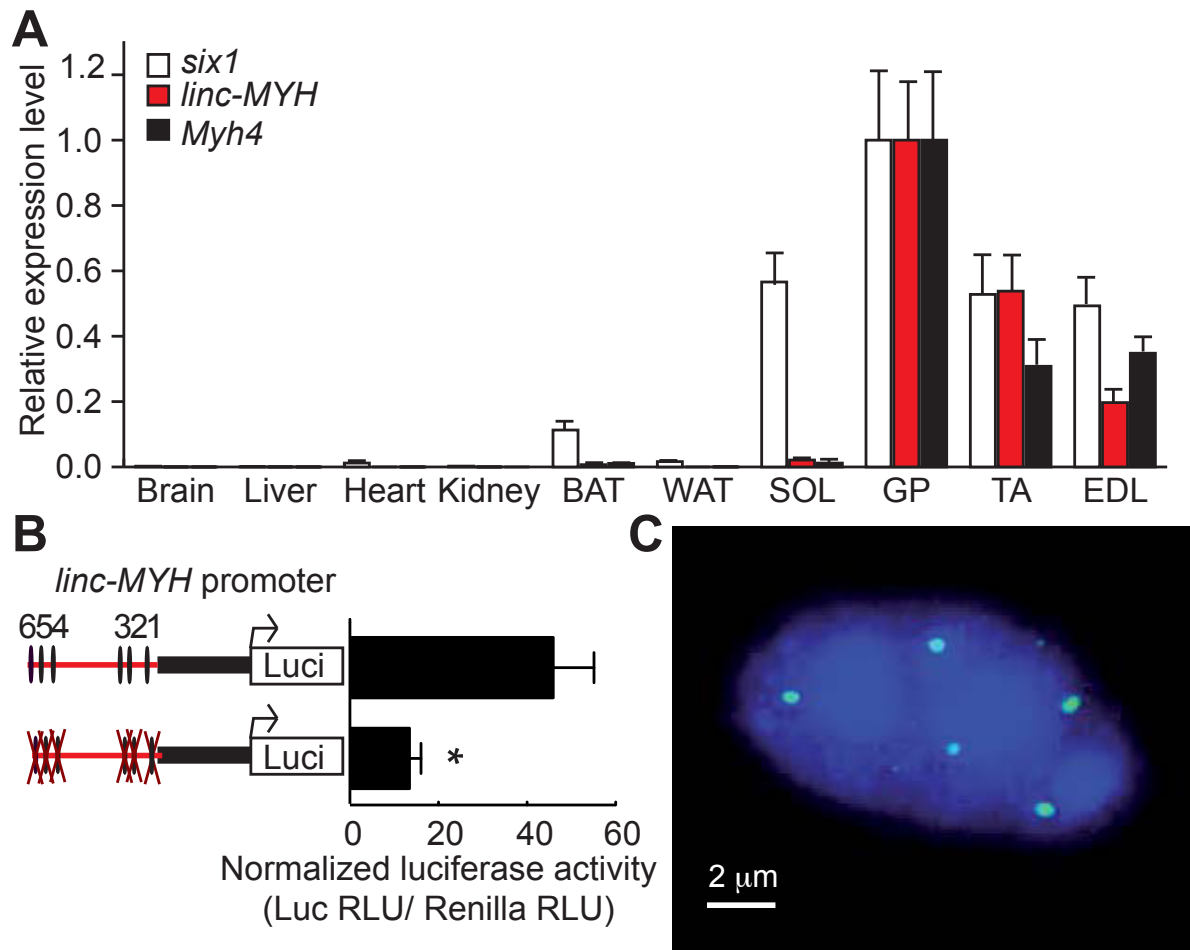 A
Relative expression level
1.2
1.0
0.8
0.6
0.4
0.2
0.0
six1
linc-MYH
Myh4
Brain Liver Heart Kidney BAT WAT SOL GP TA EDL
B
linc-MYH promoter
654 321
Luci
Luci
*
0 20 40 60
Normalized luciferase activity
(Luc RLU/ Renilla RLU)
C
2 μm